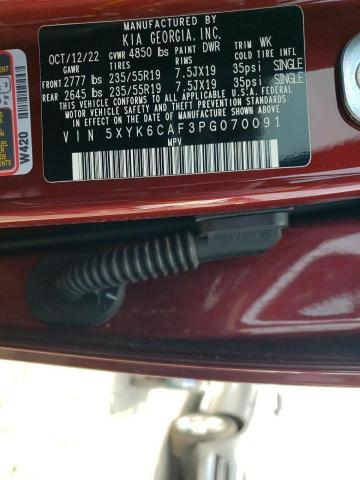 MANUFACTURED BY
KIA GEORGIA, INC.
OCT/12/22 GVWR 4850 lbs PAINT DWR TRIM WK
GAWR TIRE RIMS COLD TIRE INFL
FRONT 2777 lbs 235/55R19 7.5JX19 35psi SINGLE
REAR 2645 lbs 235/55R19 7.5JX19 35psi SINGLE
THIS VEHICLE CONFORMS TO ALL APPLICABLE FEDERAL
U.S.A. MOTOR VEHICLE SAFETY, BUMPER, AND THEFT
PREVENTION STANDARDS IN EFFECT ON THE DATE OF
MANUFACTURE SHOWN ABOVE.
VIN 5XYK6CAF3PG070091
MPV
W420